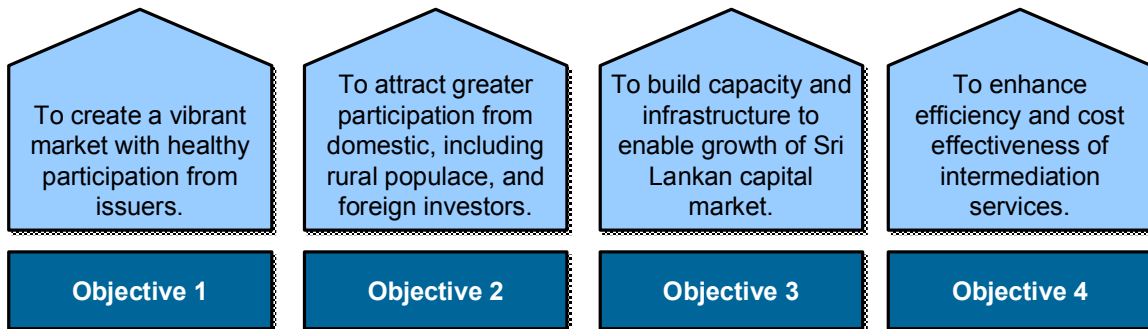 To create a vibrant
market with healthy
participation from
issuers.
To attract greater
participation from
domestic, including
rural populace, and
foreign investors.
To build capacity and
infrastructure to
enable growth of Sri
Lankan capital
market.
To enhance
efficiency and cost
effectiveness of
intermediation
services.
Objective 1
Objective 2
Objective 3
Objective 4